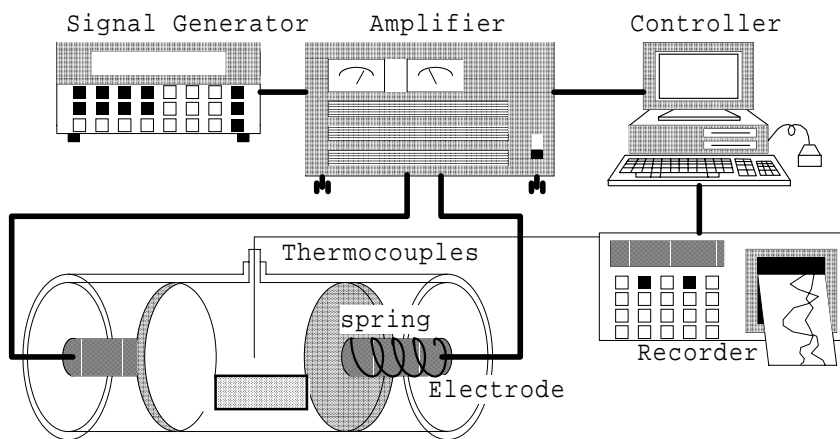 Signal Generator
Amplifier
Controller
Thermocouples
spring
Recorder
Electrode